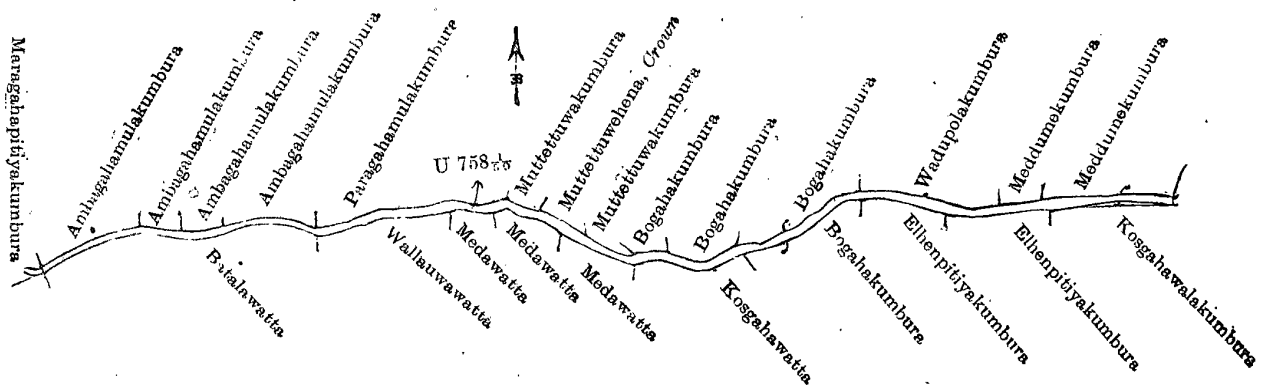 Maragahapitiyakumbura
Ambagahamulakumbura
Ambagahamulakumbura
Ambagahamulakumbura
Ambagahamulakumbura
Paragahamulakumbura
U 758
Muttettuwakumbura
Muttettuwehena, Crown
Muttettuwakumbura
Bogahakumbura
Bogahakumbura
Bogahakumbura
Wadupolakumbura
Meddumekumbura
Meddumekumbura
Batalawatta
Wallauwawatta
Medawatta
Medawatta
Medawatta
Kosgahawatta
Bogahakumbura
Elhenpitiyakumbura
Elhenpitiyakumbura
Kosgahawalakumbura